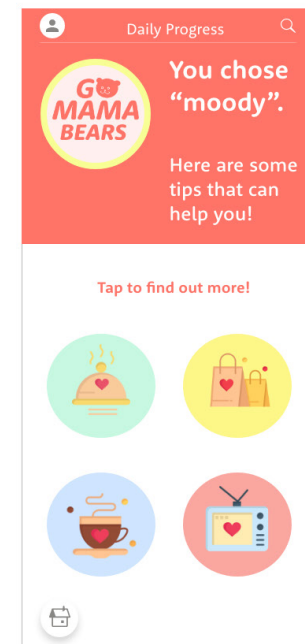 Daily Progress
GO
MAMA
BEARS
You chose
“moody”.
Here are some
tips that can
help you!
Tap to find out more!